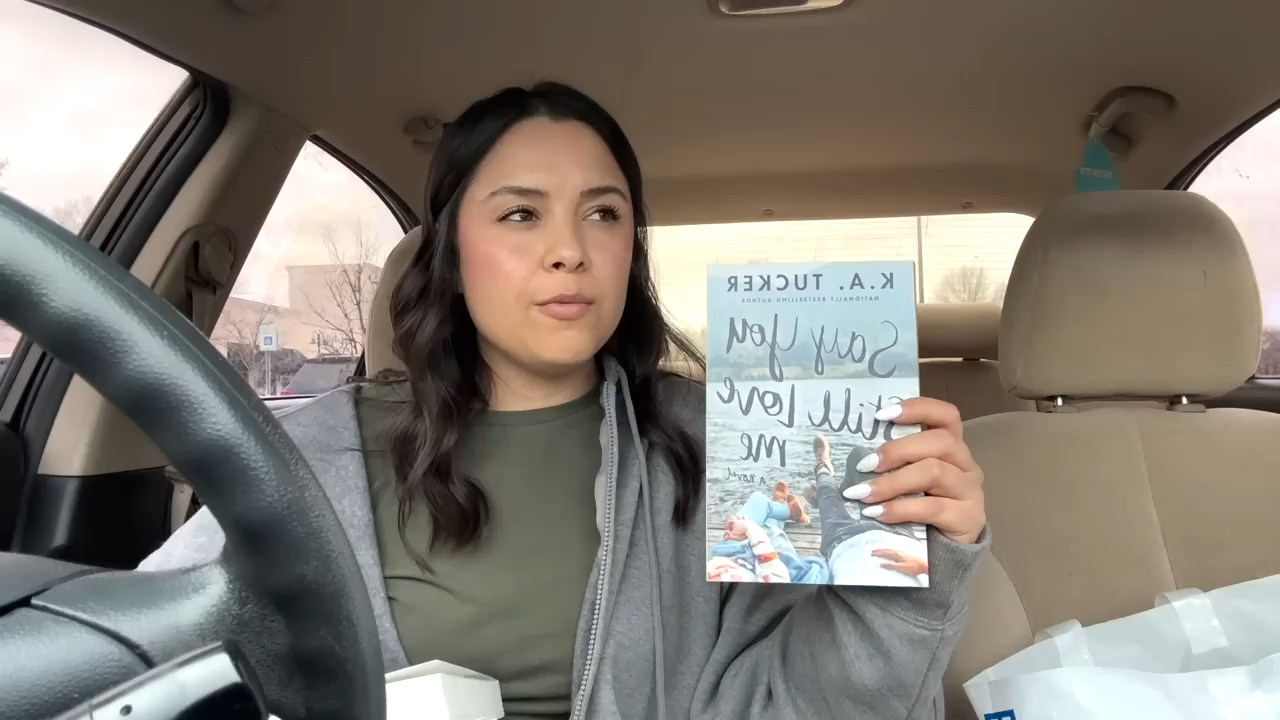 K.A. TUCKER
NATIONALLY BESTSELLING AUTHOR
Say You
Still Love
me
a novel